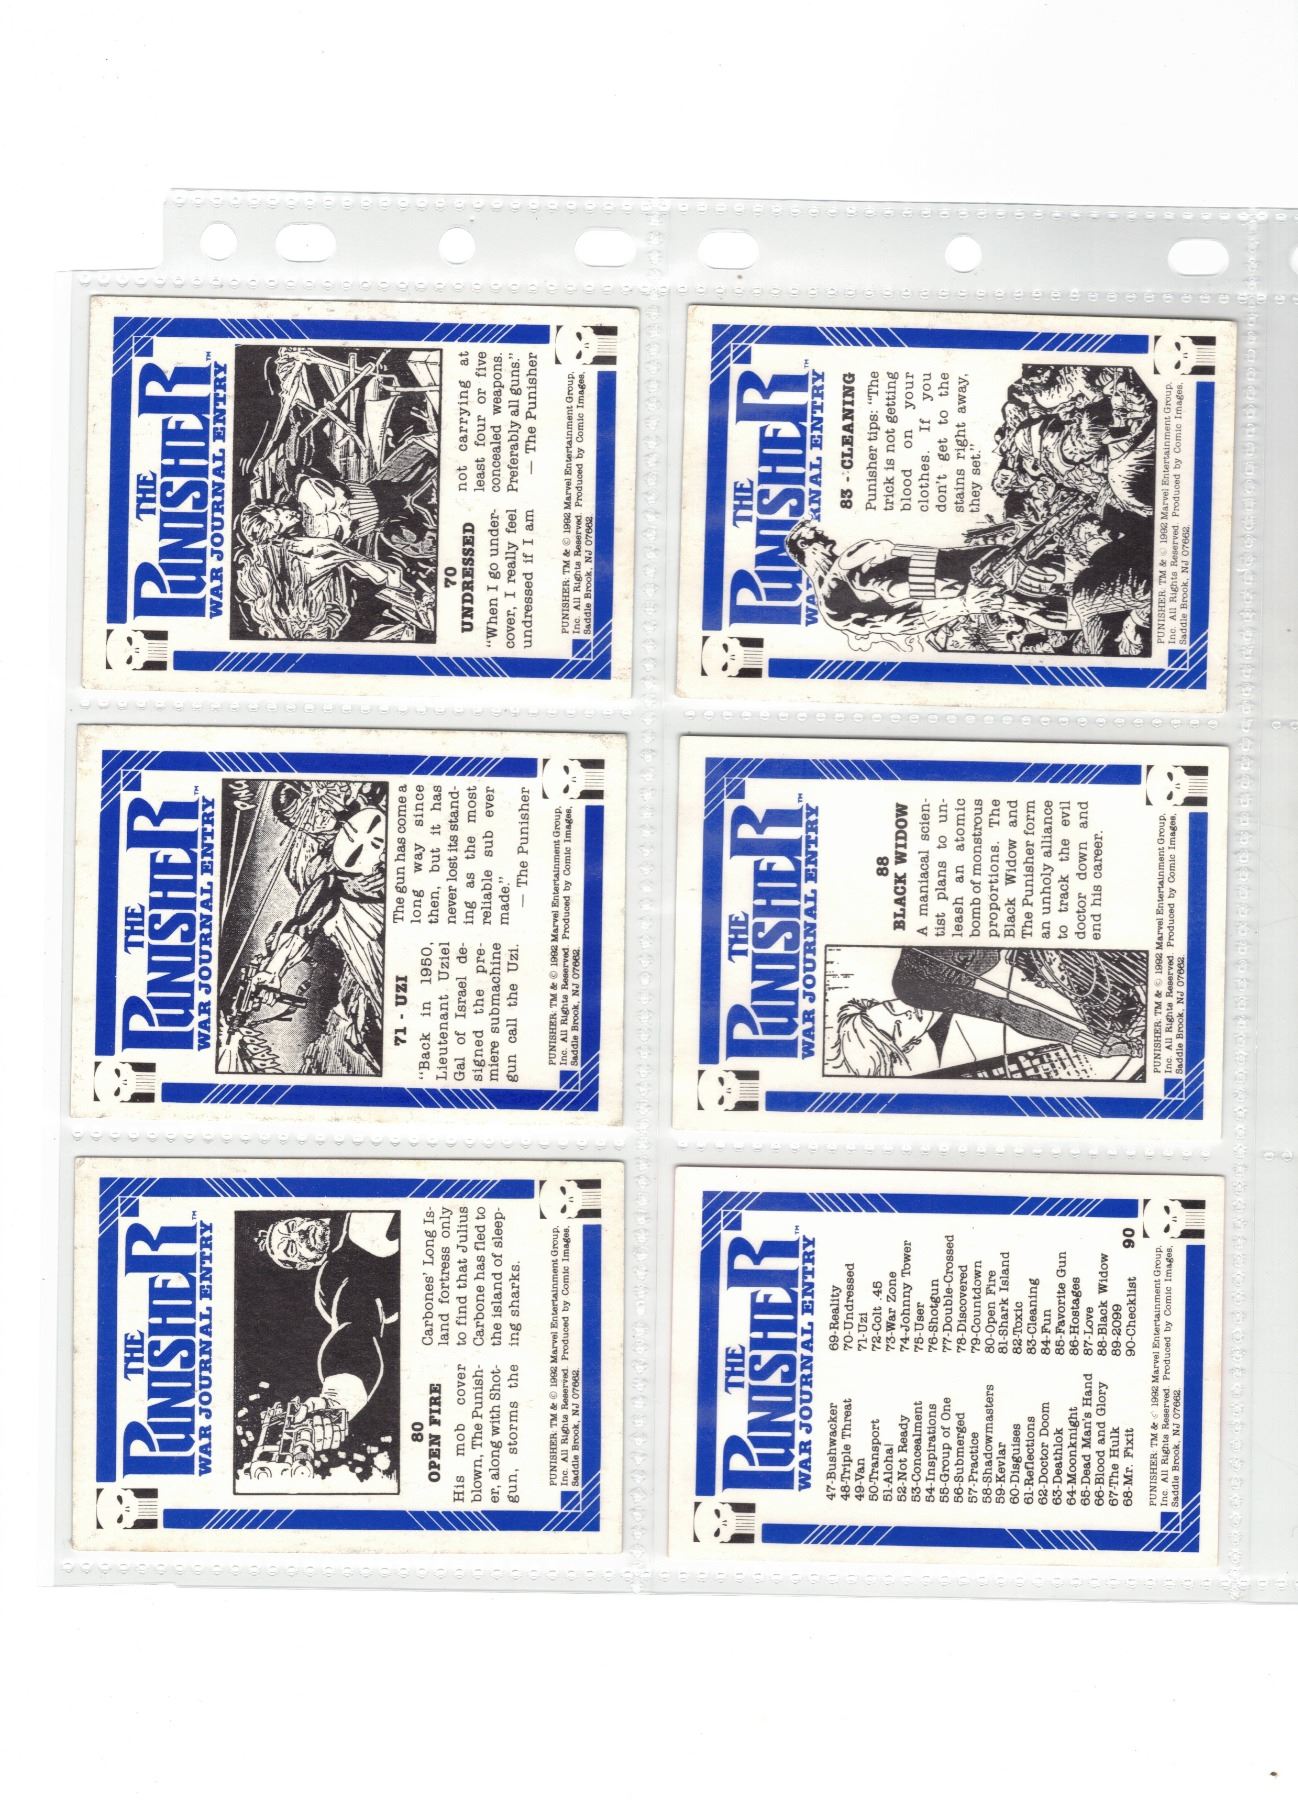 THE
PUNISHER™
WAR JOURNAL ENTRY
80
OPEN FIRE
His mob cover
blown, The Punish-
er, along with Shot-
gun, storms the
Carbones' Long Is-
land fortress only
to find that Julius
Carbone has fled to
the island of sleep-
ing sharks.
PUNISHER: TM & © 1992 Marvel Entertainment Group,
Inc. All Rights Reserved. Produced by Comic Images,
Saddle Brook, NJ 07662.
THE
PUNISHER™
WAR JOURNAL ENTRY
71 - UZI
"Back in 1950,
Lieutenant Uziel
Gal of Israel de-
signed the pre-
miere submachine
gun call the Uzi.
The gun has come a
long way since
then, but it has
never lost its stand-
ing as the most
reliable sub ever
made."
— The Punisher
PUNISHER: TM & © 1992 Marvel Entertainment Group,
Inc. All Rights Reserved. Produced by Comic Images,
Saddle Brook, NJ 07662.
THE
PUNISHER™
WAR JOURNAL ENTRY
70
UNDRESSED
"When I go under-
cover, I really feel
undressed if I am
not carrying at
least four or five
concealed weapons.
Preferably all guns."
— The Punisher
PUNISHER: TM & © 1992 Marvel Entertainment Group,
Inc. All Rights Reserved. Produced by Comic Images,
Saddle Brook, NJ 07662.
THE
PUNISHER™
WAR JOURNAL ENTRY
47-Bushwacker
48-Triple Threat
49-Van
50-Transport
51-Aloha!
52-Not Ready
53-Concealment
54-Inspirations
55-Group of One
56-Submerged
57-Practice
58-Shadowmasters
59-Kevlar
60-Disguises
61-Reflections
62-Doctor Doom
63-Deathlok
64-Moonknight
65-Dead Man's Hand
66-Blood and Glory
67-The Hulk
68-Mr. Fixit
69-Reality
70-Undressed
71-Uzi
72-Colt .45
73-War Zone
74-Johnny Tower
75-User
76-Shotgun
77-Double-Crossed
78-Discovered
79-Countdown
80-Open Fire
81-Shark Island
82-Toxic
83-Cleaning
84-Fun
85-Favorite Gun
86-Hostages
87-Love
88-Black Widow
89-2099
90-Checklist
90
PUNISHER: TM & © 1992 Marvel Entertainment Group,
Inc. All Rights Reserved. Produced by Comic Images,
Saddle Brook, NJ 07662.
THE
PUNISHER™
WAR JOURNAL ENTRY
88
BLACK WIDOW
A maniacal scien-
tist plans to un-
leash an atomic
bomb of monstrous
proportions. The
Black Widow and
The Punisher form
an unholy alliance
to track the evil
doctor down and
end his career.
PUNISHER: TM & © 1992 Marvel Entertainment Group,
Inc. All Rights Reserved. Produced by Comic Images,
Saddle Brook, NJ 07662.
THE
PUNISHER™
WAR JOURNAL ENTRY
83 - CLEANING
Punisher tips: "The
trick is not getting
blood on your
clothes. If you
don't get to the
stains right away,
they set."
PUNISHER: TM & © 1992 Marvel Entertainment Group,
Inc. All Rights Reserved. Produced by Comic Images,
Saddle Brook, NJ 07662.